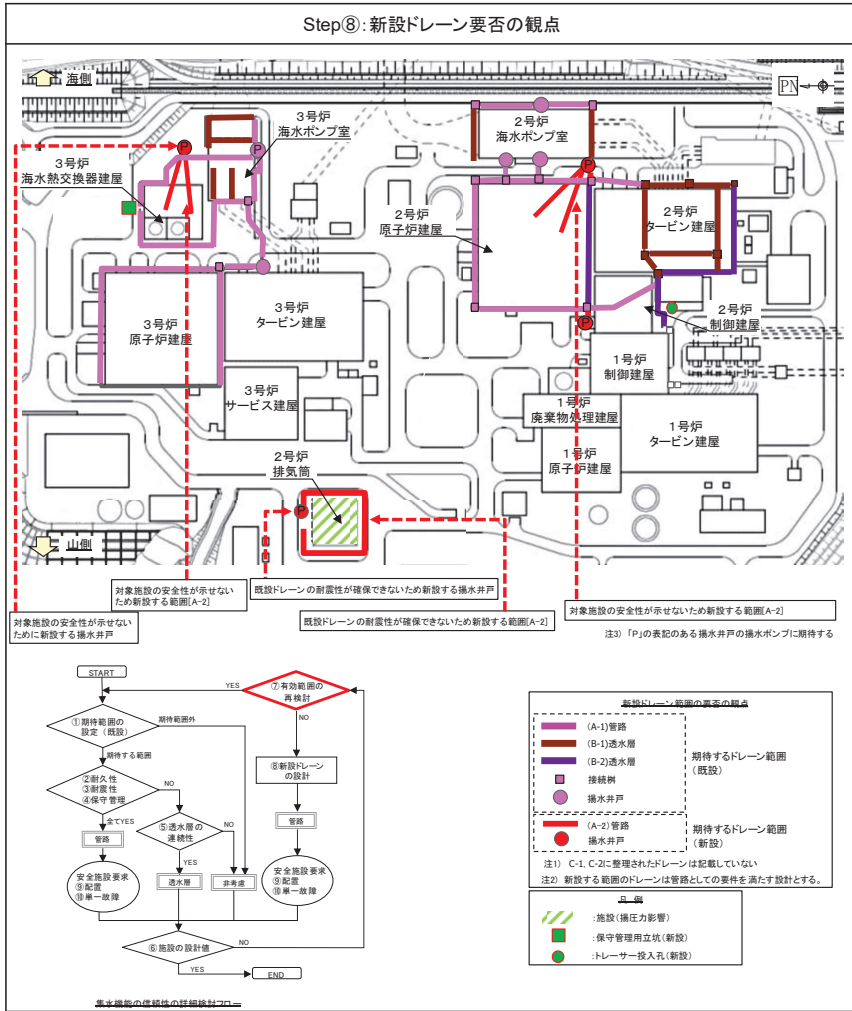 Step⑧:新設ドレーン要否の観点
海側
PN
3号炉
海水ポンプ室
2号炉
海水ポンプ室
3号炉
海水熱交換器建屋
P
P
P
2号炉
原子炉建屋
2号炉
タービン建屋
3号炉
原子炉建屋
3号炉
タービン建屋
P
2号炉
制御建屋
1号炉
制御建屋
3号炉
サービス建屋
1号炉
廃棄物処理建屋
1号炉
タービン建屋
1号炉
原子炉建屋
2号炉
排気筒
P
山側
対象施設の安全性が示せない
ために新設する揚水井戸
対象施設の安全性が示せない
ため新設する範囲[A-2]
既設ドレーンの耐震性が確保できないため新設する揚水井戸
既設ドレーンの耐震性が確保できないため新設する範囲[A-2]
対象施設の安全性が示せないため新設する範囲[A-2]
注3) 「P」の表記のある揚水井戸の揚水ポンプに期待する
START
YES
⑦有効範囲の
再検討
NO
①期待範囲の
設定(既設)
期待範囲外
期待する範囲
⑧新設ドレーン
の設計
②耐久性
③耐震性
④保守管理
NO
全てYES
⑤透水層の
連続性
NO
YES
管路
管路
透水層
非考慮
安全施設要求
⑨配置
⑩単一故障
安全施設要求
⑨配置
⑩単一故障
⑥施設の設計値
NO
YES
END
集水機能の信頼性の詳細検討フロー
新設ドレーン範囲の要否の観点
(A-1)管路
(B-1)透水層
(B-2)透水層
接続桝
揚水井戸
期待するドレーン範囲
(既設)
(A-2)管路
揚水井戸
期待するドレーン範囲
(新設)
注1) C-1, C-2に整理されたドレーンは記載していない
注2) 新設する範囲のドレーンは管路としての要件を満たす設計とする。
凡 例
:施設(揚圧力影響)
:保守管理用立坑(新設)
:トレーサー投入孔(新設)